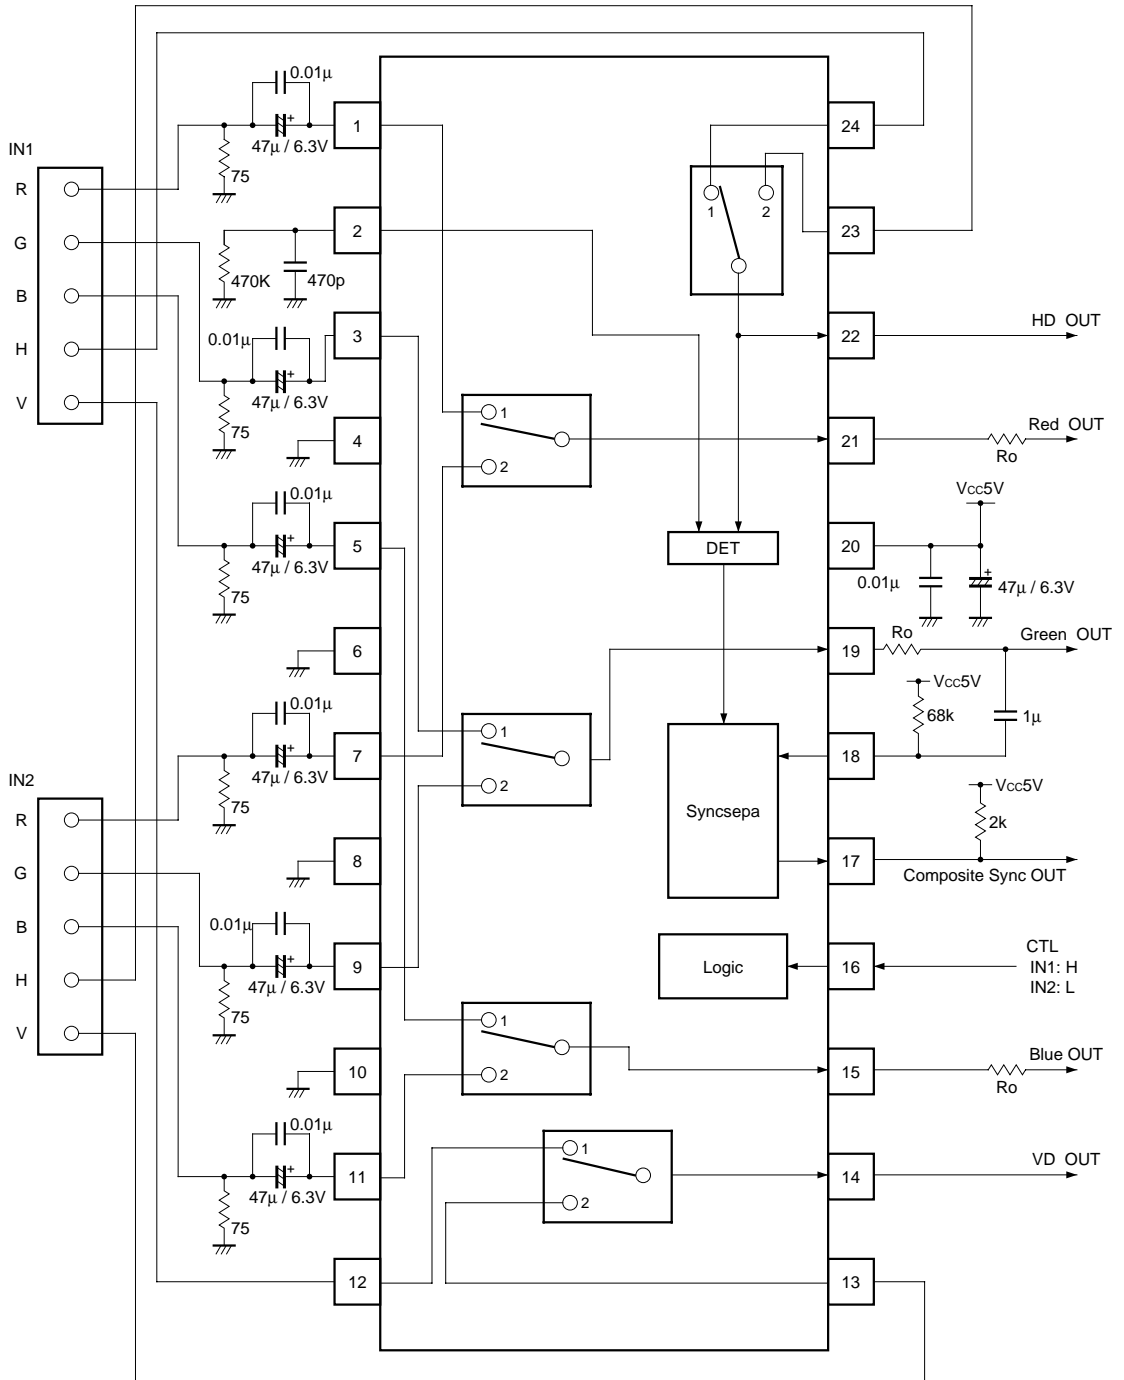 IN1
R
G
B
H
V
IN2
R
G
B
H
V
0.01μ
47μ / 6.3V
75
470K
470p
0.01μ
47μ / 6.3V
75
0.01μ
47μ / 6.3V
75
0.01μ
47μ / 6.3V
75
0.01μ
47μ / 6.3V
75
0.01μ
47μ / 6.3V
75
1
2
3
4
5
6
7
8
9
10
11
12
1
2
1
2
1
2
1
2
1
2
DET
Syncsepa
Logic
24
23
22
21
20
19
18
17
16
15
14
13
HD OUT
Red OUT
Ro
Vcc5V
0.01μ
47μ / 6.3V
Ro
Green OUT
Vcc5V
68k
1μ
Vcc5V
2k
Composite Sync OUT
CTL
IN1: H
IN2: L
Blue OUT
Ro
VD OUT